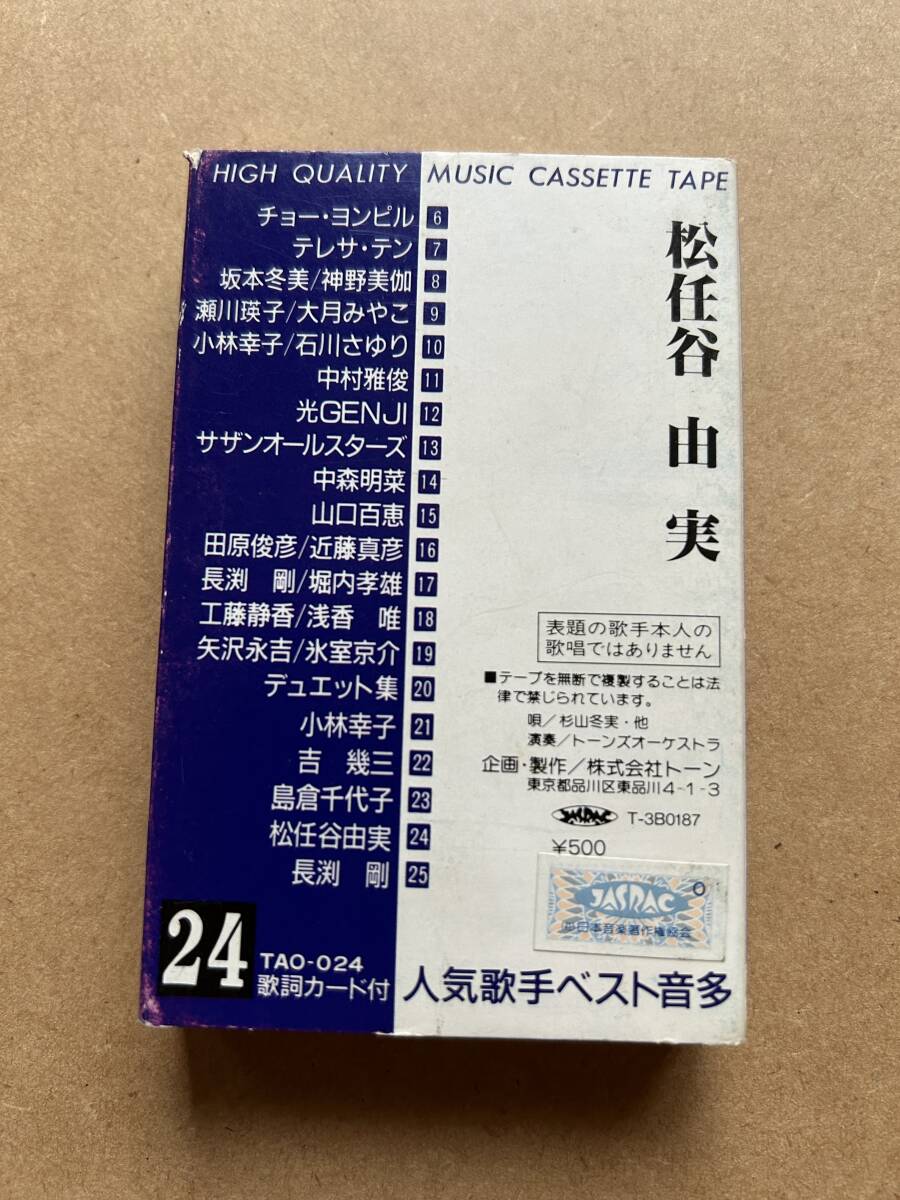 HIGH QUALITY MUSIC CASSETTE TAPE
チョー・ヨンピル 6
テレサ・テン 7
坂本冬美/神野美伽 8
瀬川瑛子/大月みやこ 9
小林幸子/石川さゆり 10
中村雅俊 11
光GENJI 12
サザンオールスターズ 13
中森明菜 14
山口百恵 15
田原俊彦/近藤真彦 16
長渕 剛/堀内孝雄 17
工藤静香/浅香 唯 18
矢沢永吉/氷室京介 19
デュエット集 20
小林幸子 21
吉 幾三 22
島倉千代子 23
松任谷由実 24
長渕 剛 25
24
TAO-024
歌詞カード付
松任谷 由 実
表題の歌手本人の
歌唱ではありません
■テープを無断で複製することは法
律で禁じられています。
唄/杉山冬実・他
演奏/トーンズオーケストラ
企画・製作/株式会社トーン
東京都品川区東品川4-1-3
JASRAC T-3B0187
¥500
0
JASRAC
㈳日本音楽著作権協会
人気歌手ベスト音多